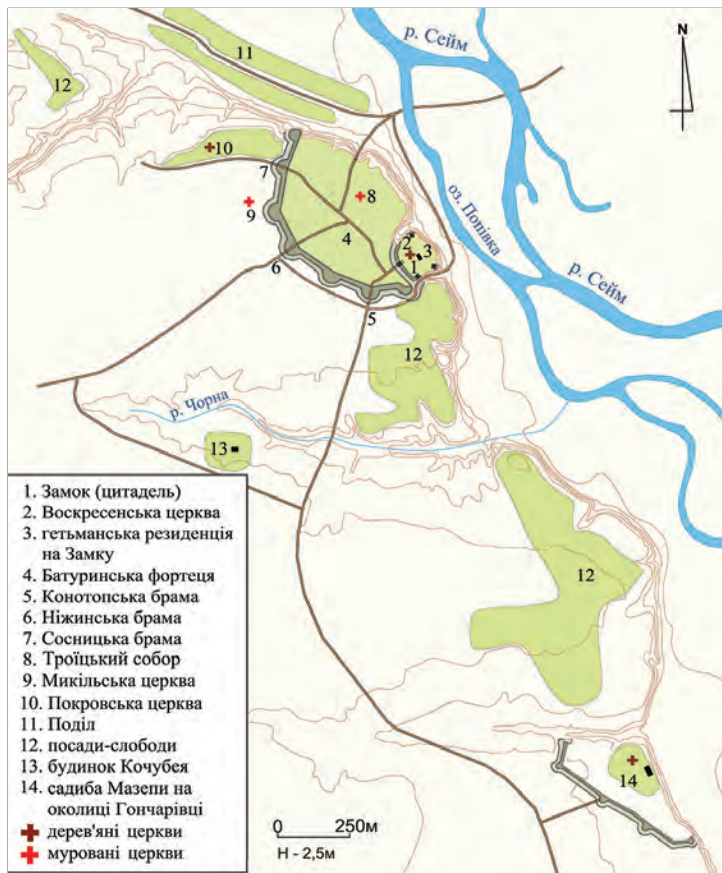 р. Сейм
N
11
12
10
7
8
9
4
2
3
1
6
5
оз. Попівка
р. Сейм
12
р. Чорна
13
12
14
1. Замок (цитадель)
2. Воскресенська церква
3. гетьманська резиденція
на Замку
4. Батуринська фортеця
5. Конотопська брама
6. Ніжинська брама
7. Сосницька брама
8. Троїцький собор
9. Микільська церква
10. Покровська церква
11. Поділ
12. посади-слободи
13. будинок Кочубея
14. садиба Мазепи на
околиці Гончарівці
дерев'яні церкви
муровані церкви
0 250м
Н - 2,5м